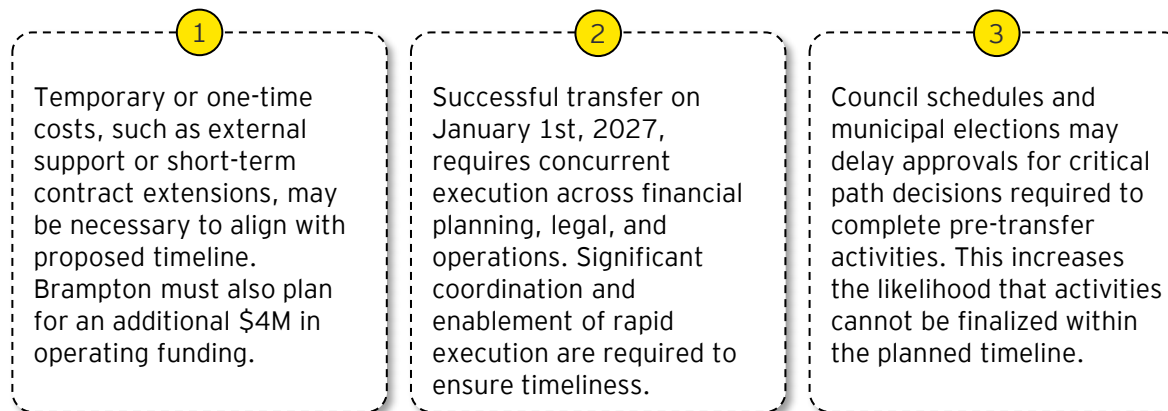 1
Temporary or one-time
costs, such as external
support or short-term
contract extensions, may
be necessary to align with
proposed timeline.
Brampton must also plan
for an additional $4M in
operating funding.
2
Successful transfer on
January 1st, 2027,
requires concurrent
execution across financial
planning, legal, and
operations. Significant
coordination and
enablement of rapid
execution are required to
ensure timeliness.
3
Council schedules and
municipal elections may
delay approvals for critical
path decisions required to
complete pre-transfer
activities. This increases
the likelihood that activities
cannot be finalized within
the planned timeline.